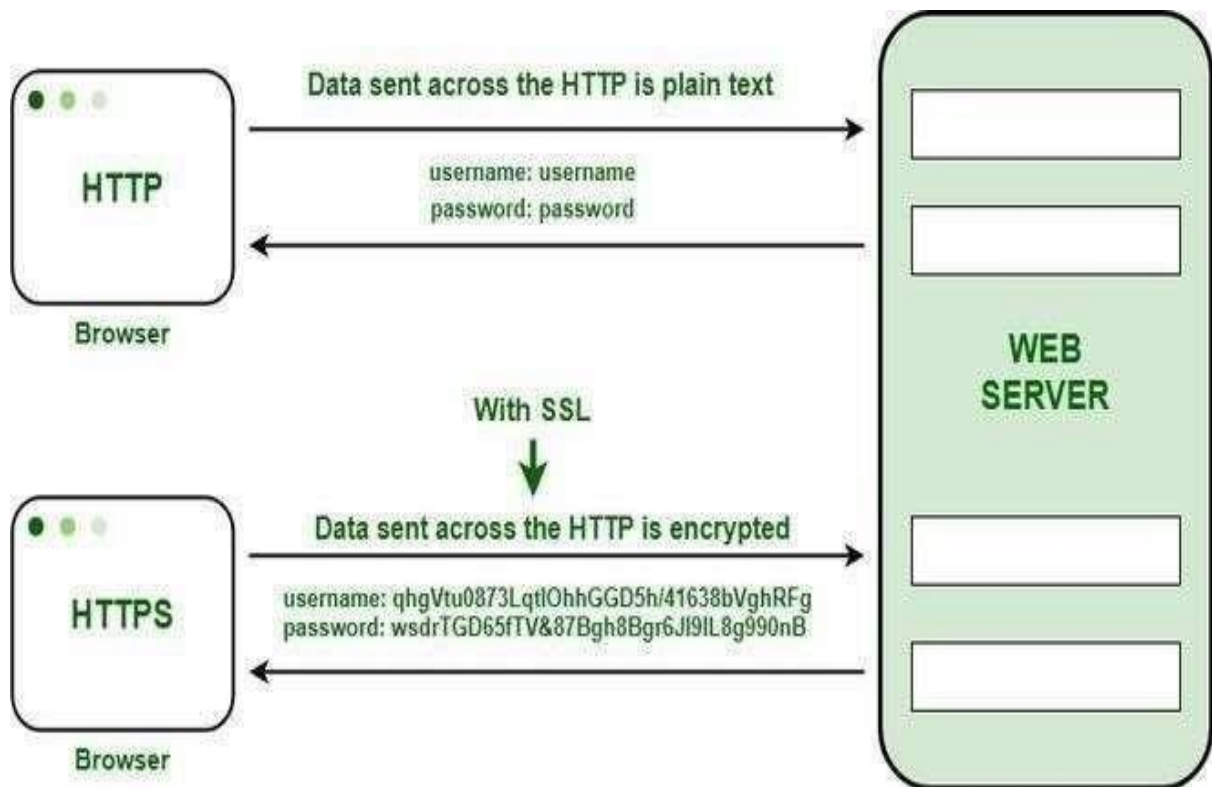 Data sent across the HTTP is plain text
HTTP
username: username
password: password
Browser
WEB
SERVER
With SSL
Data sent across the HTTP is encrypted
HTTPS
username: qhgVtu0873LqtlOhhGGD5h/41638bVghRFg
password: wsdrTGD65fTV&87Bgh8Bgr6Jl9lL8g990nB
Browser